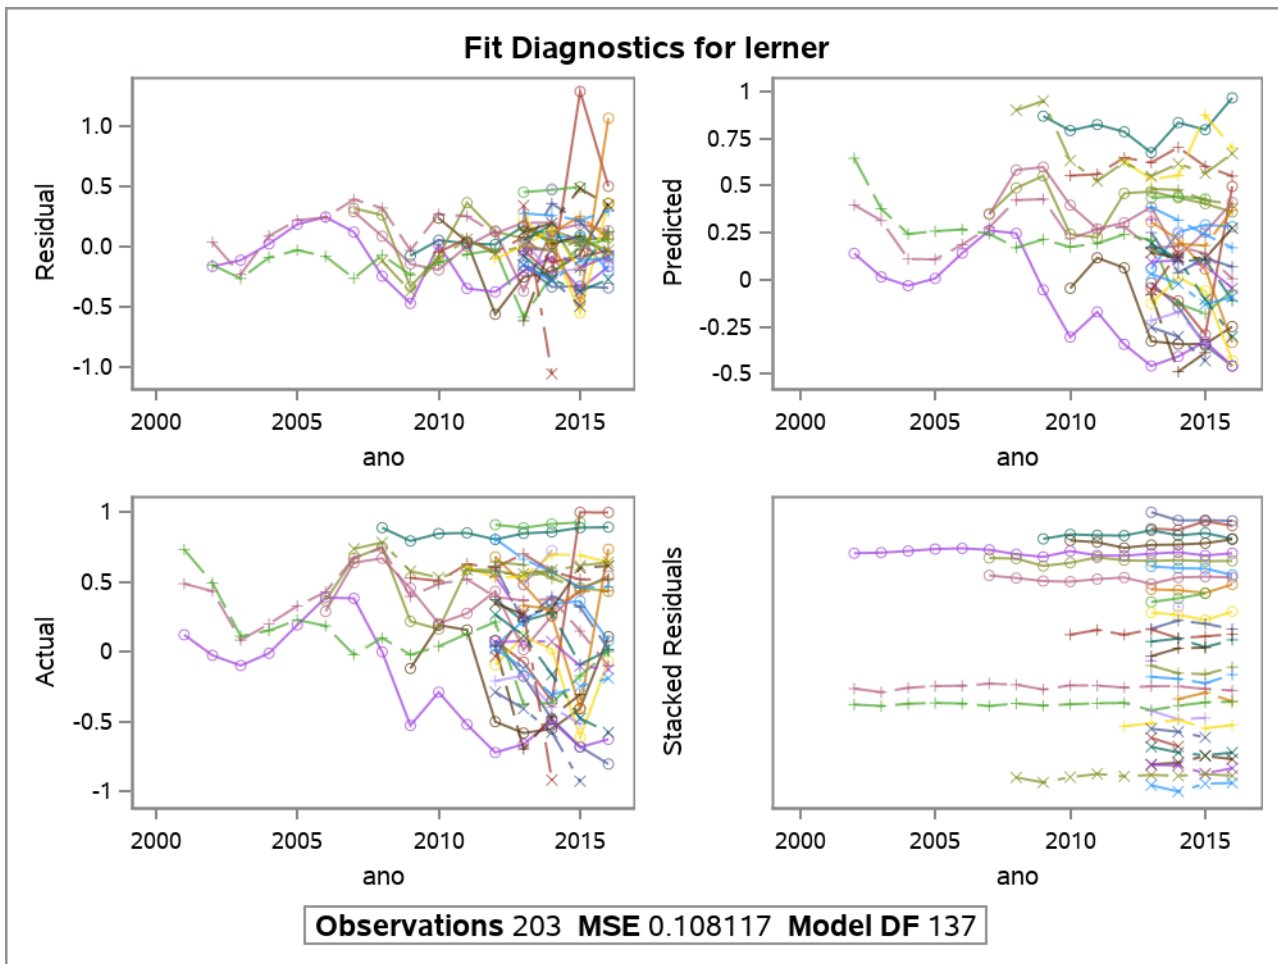 Fit Diagnostics for lerner
Residual
1.0
0.5
0.0
-0.5
-1.0
2000 2005 2010 2015
ano
Predicted
1
0.75
0.5
0.25
0
-0.25
-0.5
2000 2005 2010 2015
ano
Actual
1
0.5
0
-0.5
-1
2000 2005 2010 2015
ano
Stacked Residuals
2000 2005 2010 2015
ano
Observations 203 MSE 0.108117 Model DF 137